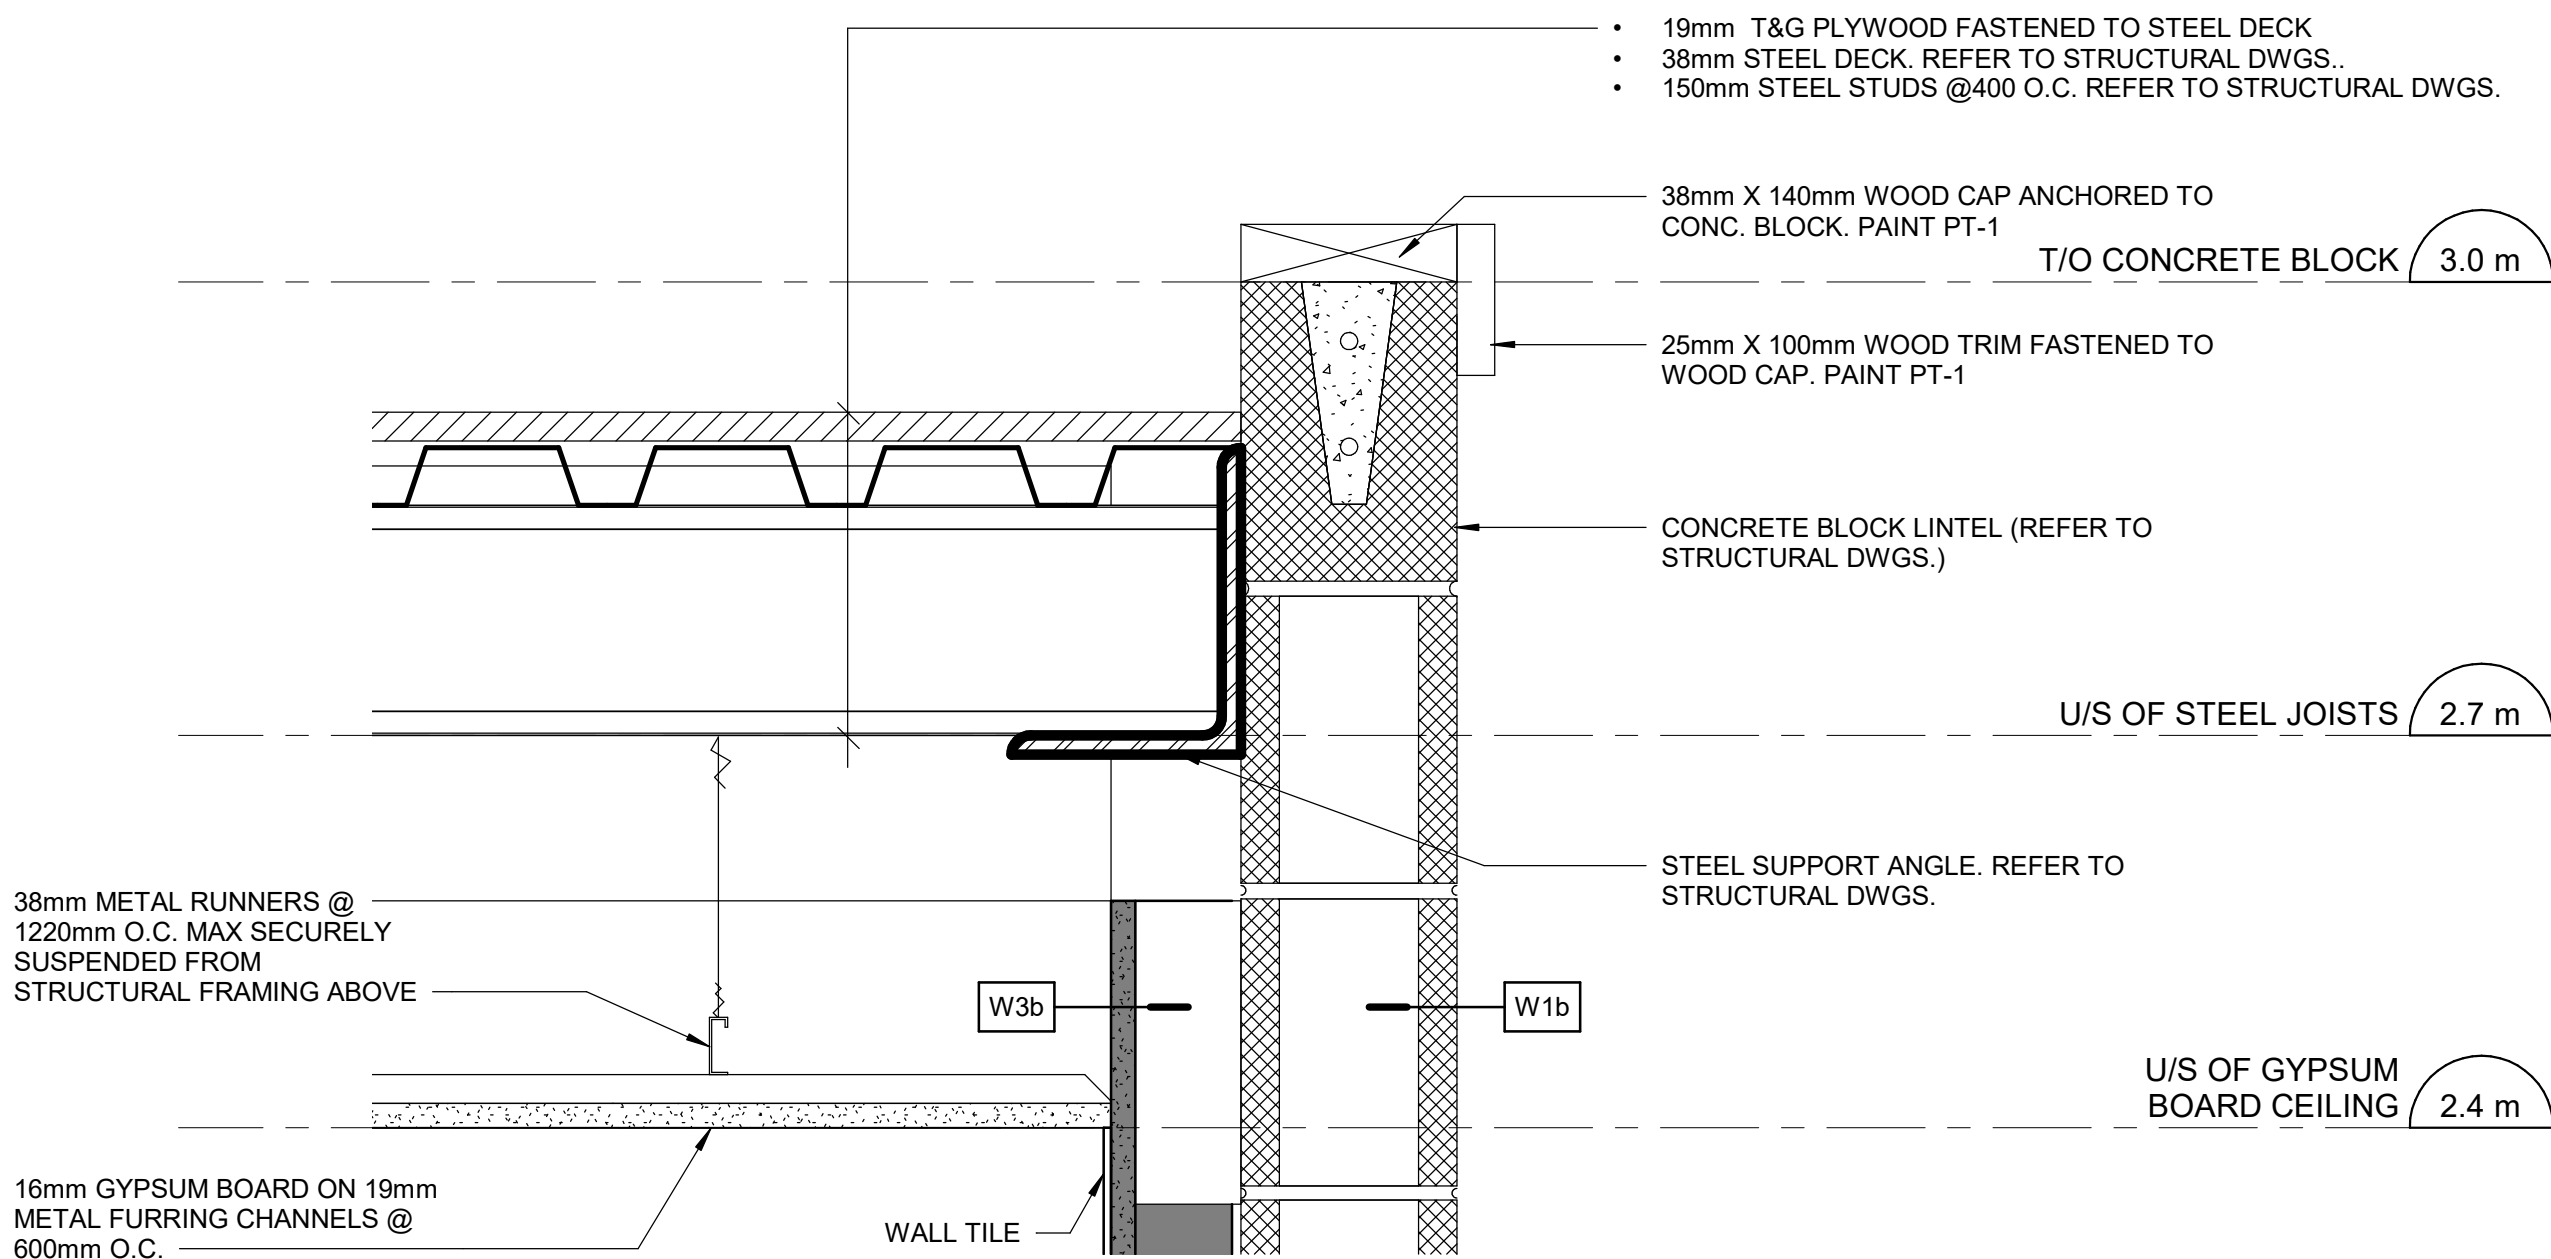 • 19mm  T&G PLYWOOD FASTENED TO STEEL DECK
• 38mm STEEL DECK. REFER TO STRUCTURAL DWGS..
• 150mm STEEL STUDS @400 O.C. REFER TO STRUCTURAL DWGS.
38mm X 140mm WOOD CAP ANCHORED TO
CONC. BLOCK. PAINT PT-1
T/O CONCRETE BLOCK 3.0 m
25mm X 100mm WOOD TRIM FASTENED TO
WOOD CAP. PAINT PT-1
CONCRETE BLOCK LINTEL (REFER TO
STRUCTURAL DWGS.)
U/S OF STEEL JOISTS 2.7 m
STEEL SUPPORT ANGLE. REFER TO
STRUCTURAL DWGS.
38mm METAL RUNNERS @
1220mm O.C. MAX SECURELY
SUSPENDED FROM
STRUCTURAL FRAMING ABOVE
W3b
W1b
U/S OF GYPSUM
BOARD CEILING 2.4 m
16mm GYPSUM BOARD ON 19mm
METAL FURRING CHANNELS @
600mm O.C.
WALL TILE